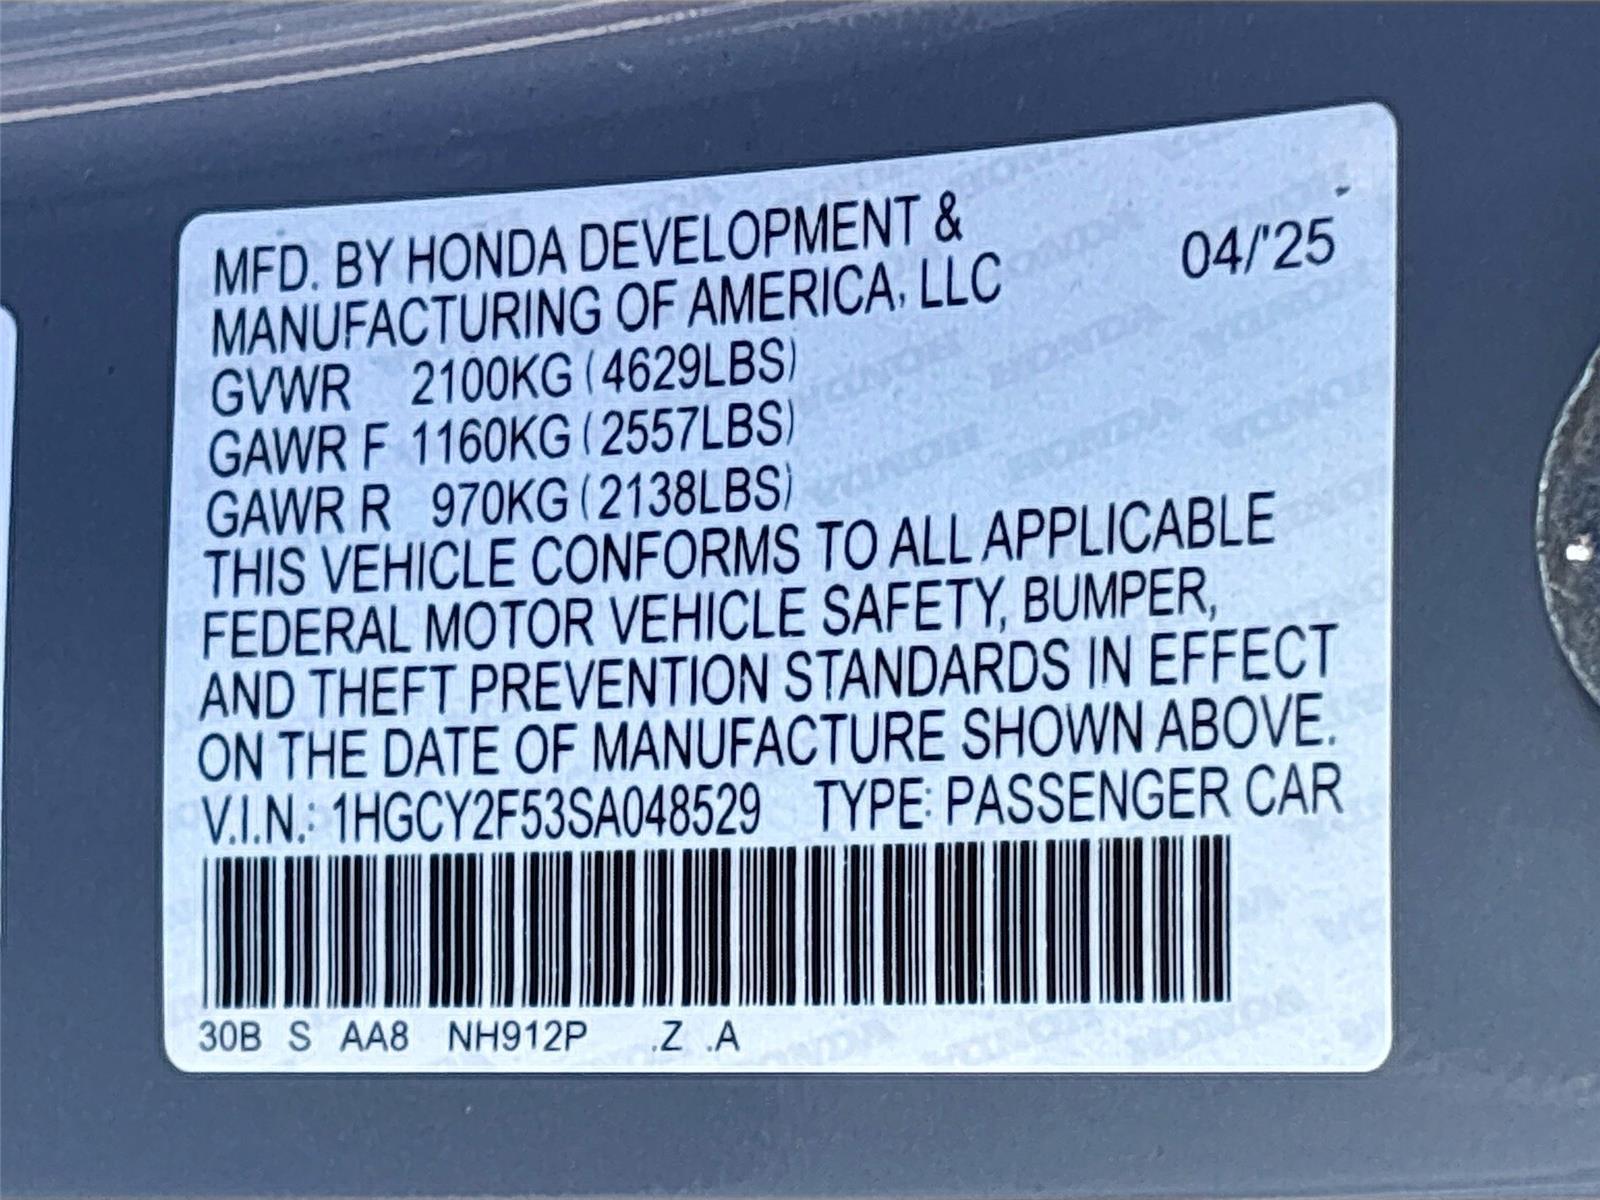 MFD. BY HONDA DEVELOPMENT &
MANUFACTURING OF AMERICA, LLC
04/'25
GVWR 2100KG (4629LBS)
GAWR F 1160KG (2557LBS)
GAWR R 970KG (2138LBS)
THIS VEHICLE CONFORMS TO ALL APPLICABLE
FEDERAL MOTOR VEHICLE SAFETY, BUMPER,
AND THEFT PREVENTION STANDARDS IN EFFECT
ON THE DATE OF MANUFACTURE SHOWN ABOVE.
V.I.N.: 1HGCY2F53SA048529 TYPE: PASSENGER CAR
30B S AA8 NH912P .Z .A